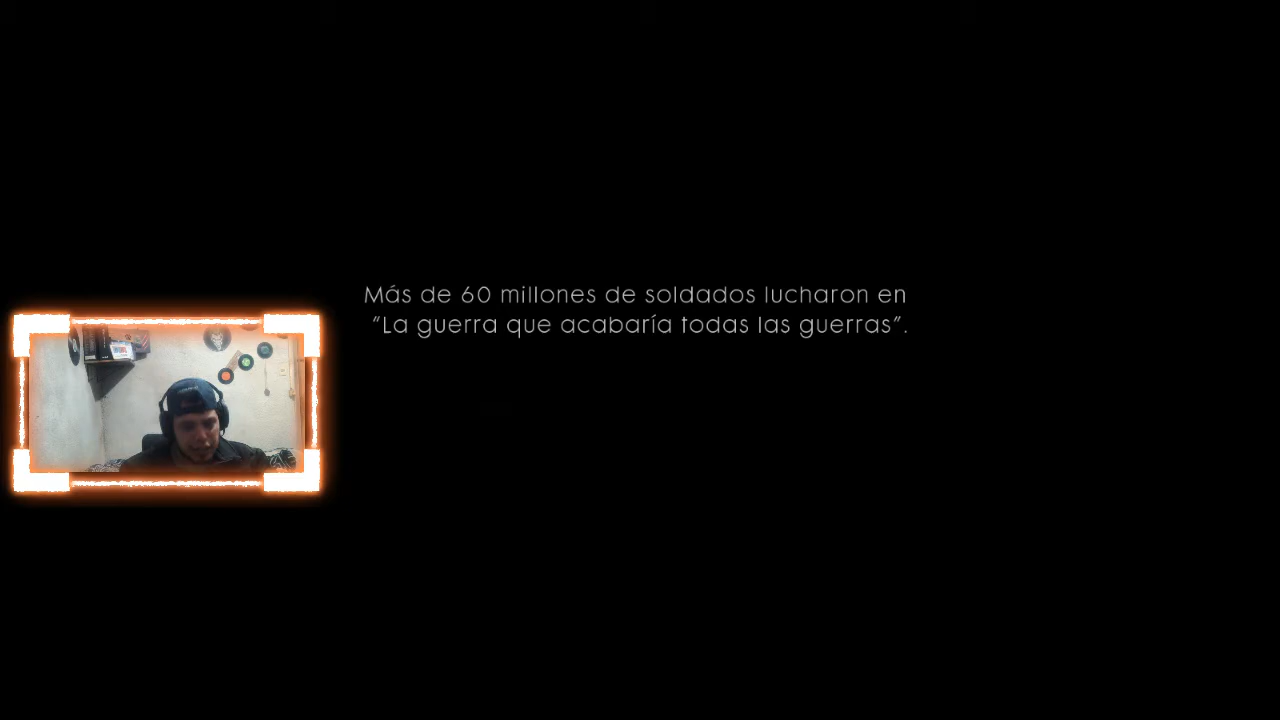 Más de 60 millones de soldados lucharon en
“La guerra que acabaría todas las guerras”.